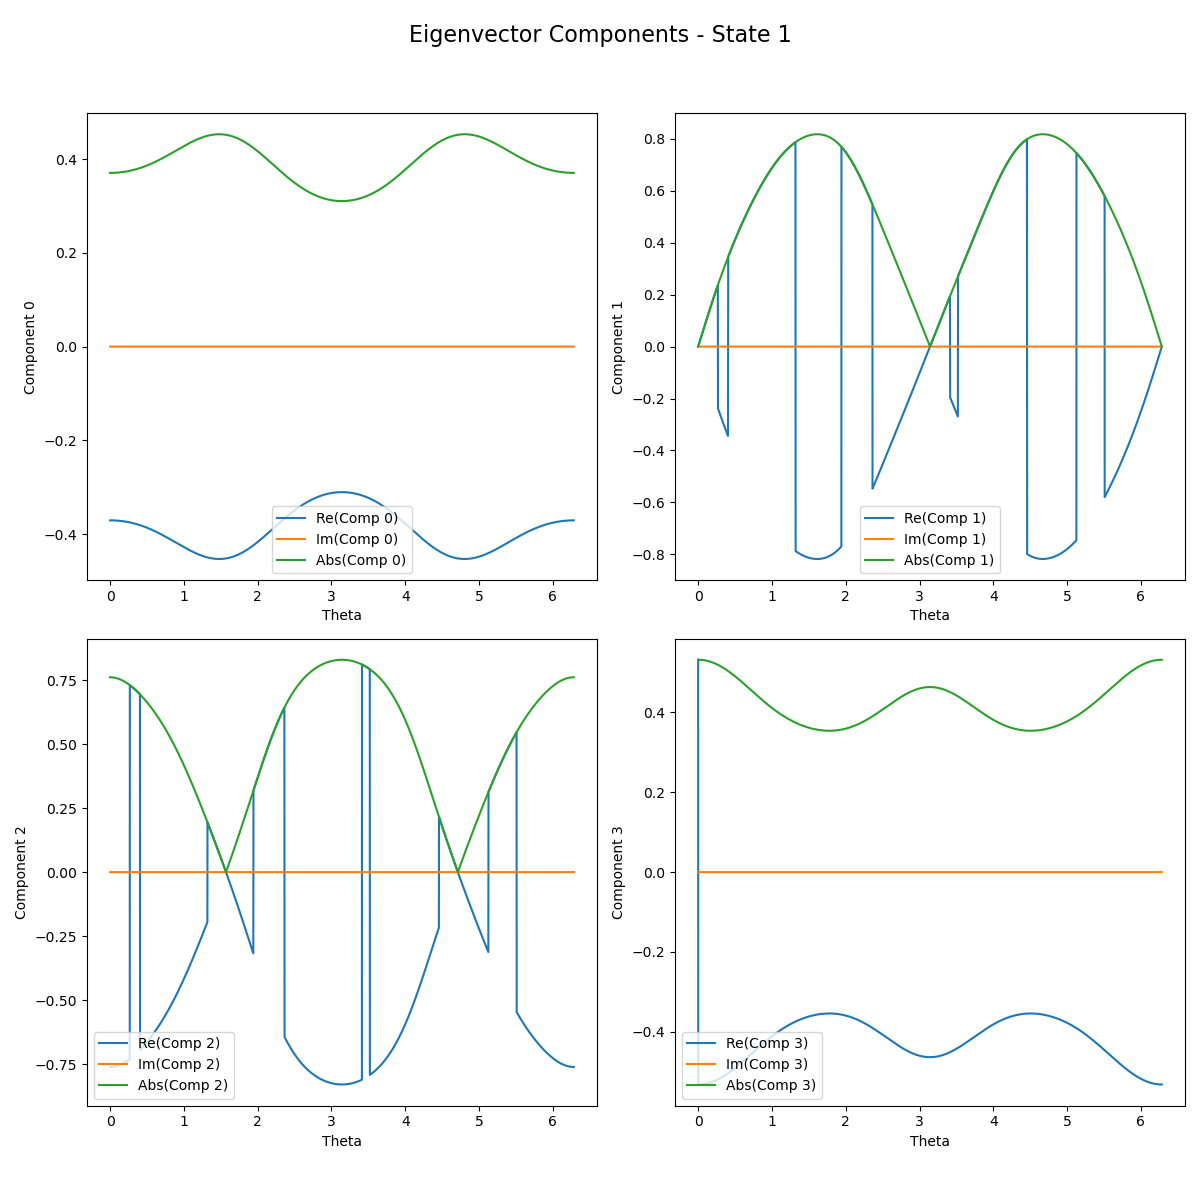 Eigenvector Components - State 1
Component 0
0.4
0.2
0.0
−0.2
−0.4
Re(Comp 0)
Im(Comp 0)
Abs(Comp 0)
0 1 2 3 4 5 6
Theta
Component 1
0.8
0.6
0.4
0.2
0.0
−0.2
−0.4
−0.6
−0.8
Re(Comp 1)
Im(Comp 1)
Abs(Comp 1)
0 1 2 3 4 5 6
Theta
Component 2
0.75
0.50
0.25
0.00
−0.25
−0.50
−0.75
Re(Comp 2)
Im(Comp 2)
Abs(Comp 2)
0 1 2 3 4 5 6
Theta
Component 3
0.4
0.2
0.0
−0.2
−0.4
Re(Comp 3)
Im(Comp 3)
Abs(Comp 3)
0 1 2 3 4 5 6
Theta